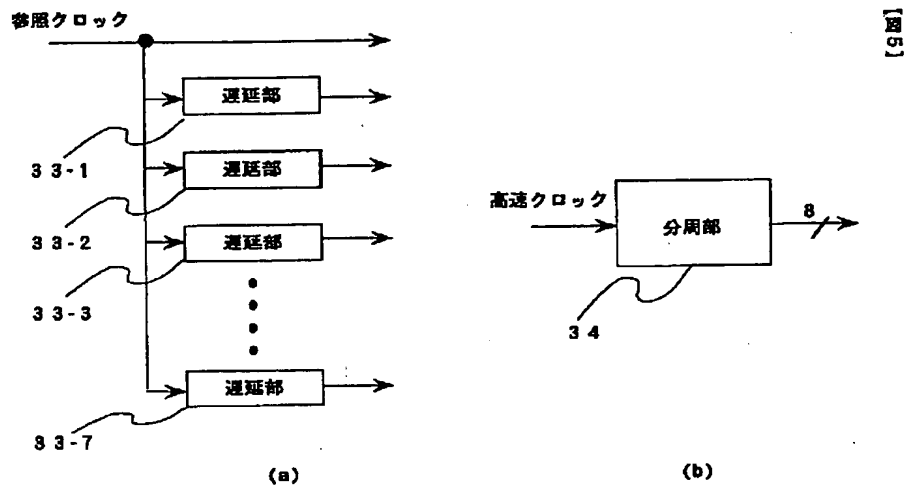 【図5】
参照クロック
遅延部
33-1
遅延部
33-2
遅延部
33-3
遅延部
33-7
(a)
高速クロック
分周部
8
34
(b)